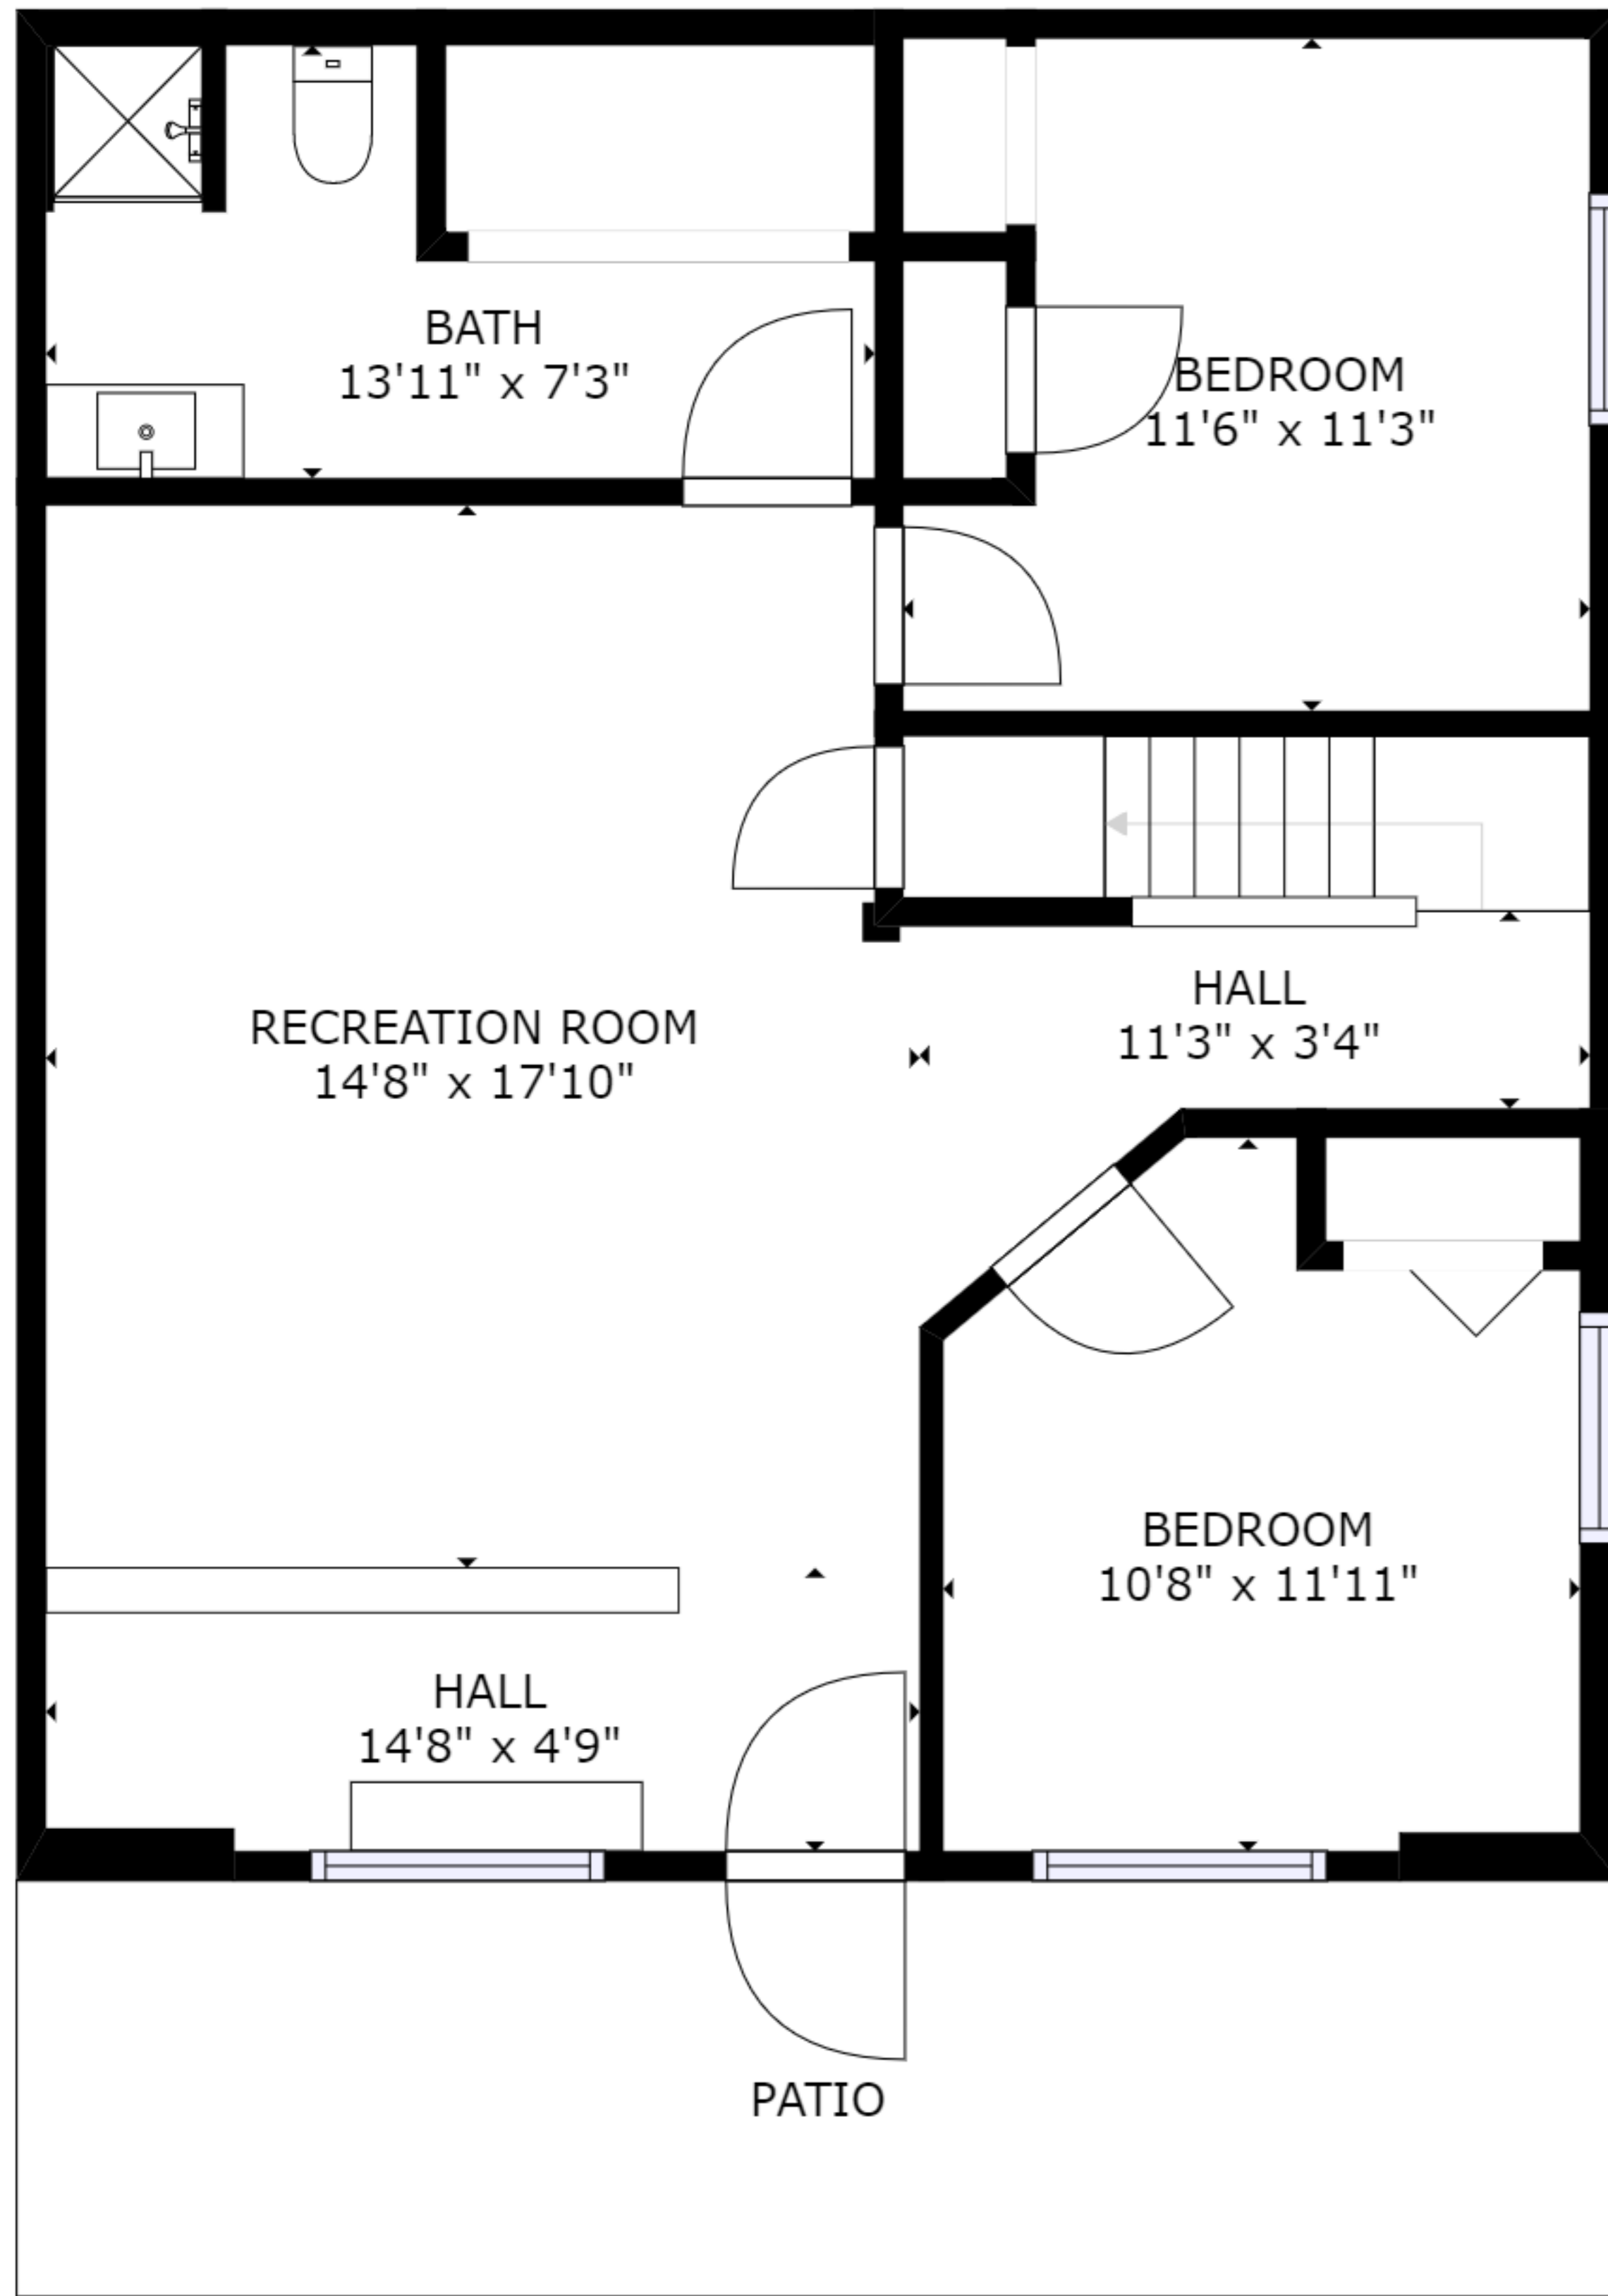 BATH
13'11" x 7'3"
BEDROOM
11'6" x 11'3"
HALL
11'3" x 3'4"
RECREATION ROOM
14'8" x 17'10"
BEDROOM
10'8" x 11'11"
HALL
14'8" x 4'9"
PATIO